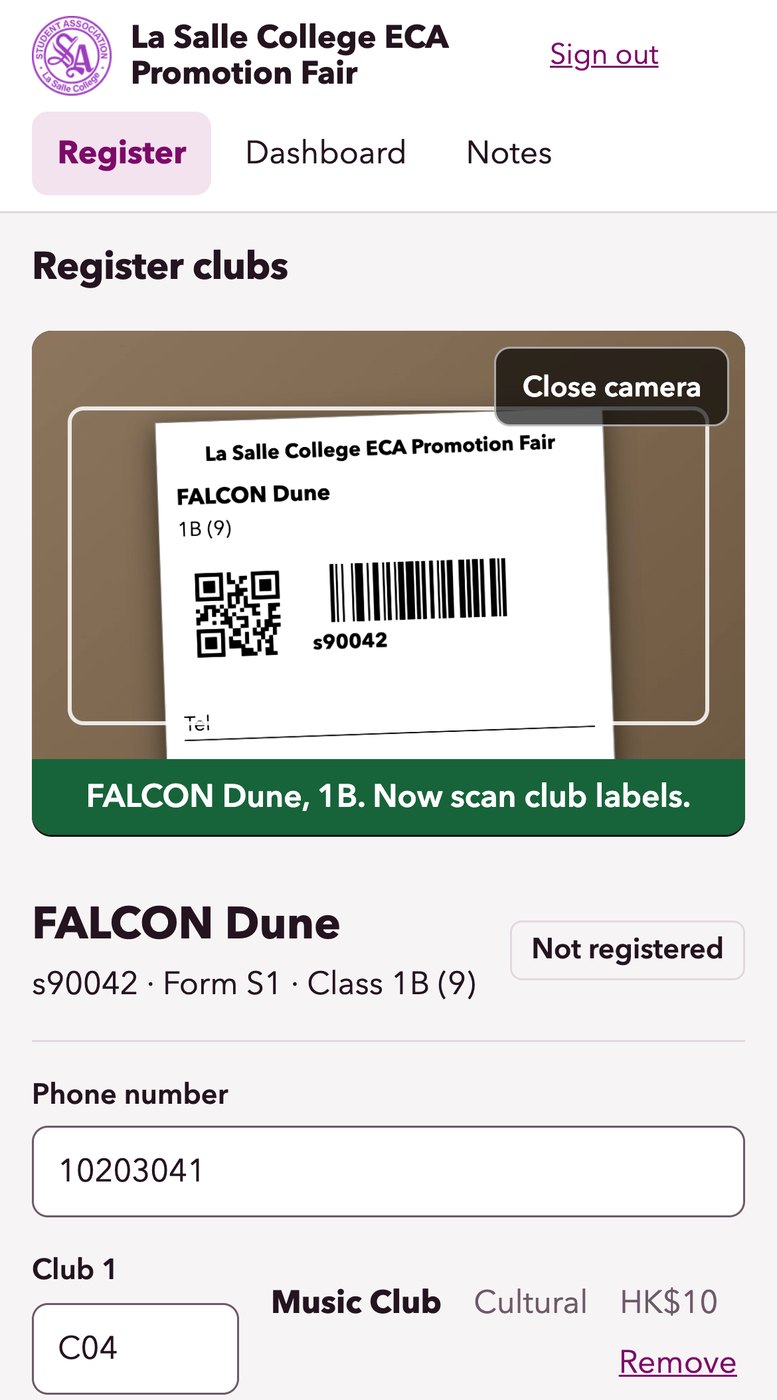 STUDENT ASSOCIATION
SA
La Salle College
La Salle College ECA
Promotion Fair
Sign out
Register
Dashboard
Notes
Register clubs
Close camera
La Salle College ECA Promotion Fair
FALCON Dune
1B (9)
s90042
Tel
FALCON Dune, 1B. Now scan club labels.
FALCON Dune
Not registered
s90042 · Form S1 · Class 1B (9)
Phone number
10203041
Club 1
Music Club Cultural HK$10
C04
Remove